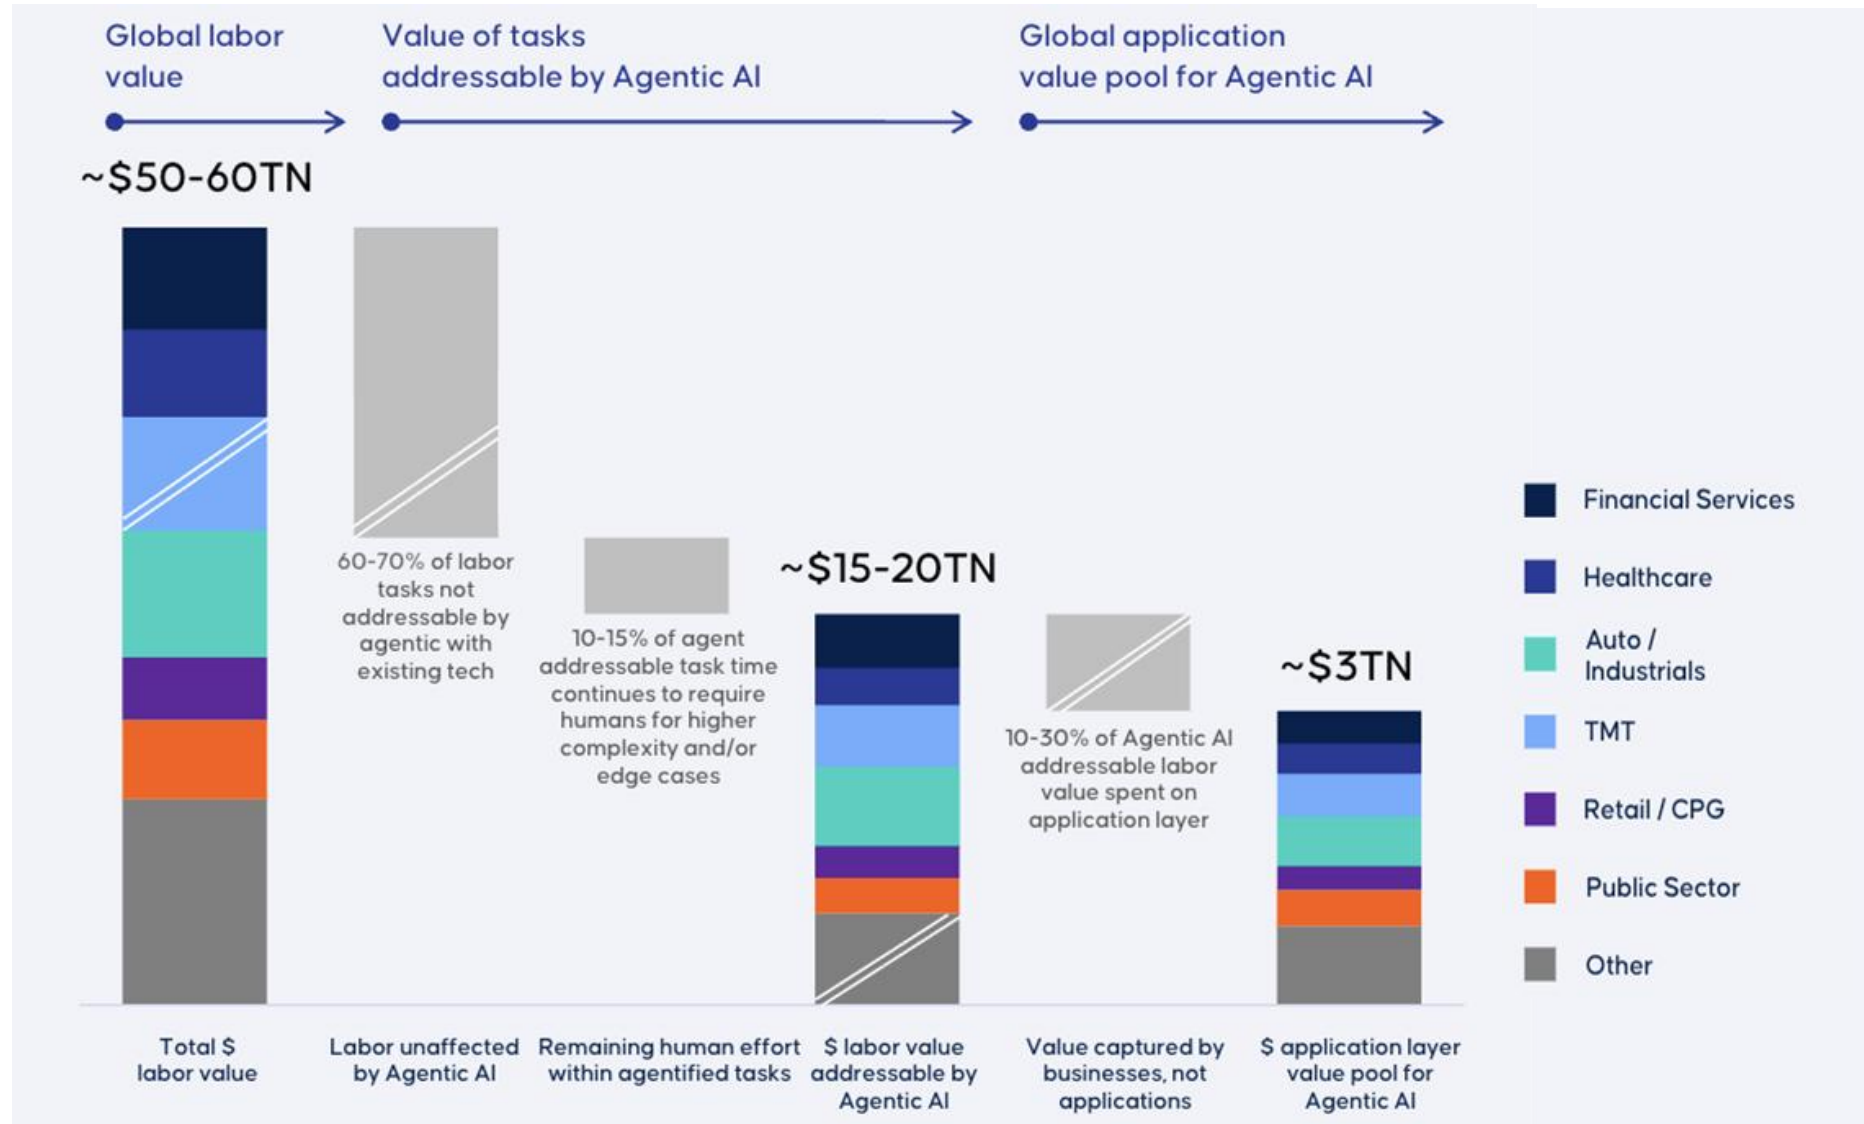 Global labor
value
Value of tasks
addressable by Agentic AI
Global application
value pool for Agentic AI
~$50-60TN
60-70% of labor
tasks not
addressable by
agentic with
existing tech
10-15% of agent
addressable task time
continues to require
humans for higher
complexity and/or
edge cases
~$15-20TN
10-30% of Agentic AI
addressable labor
value spent on
application layer
~$3TN
Financial Services
Healthcare
Auto /
Industrials
TMT
Retail / CPG
Public Sector
Other
Total $
labor value
Labor unaffected
by Agentic AI
Remaining human effort
within agentified tasks
$ labor value
addressable by
Agentic AI
Value captured by
businesses, not
applications
$ application layer
value pool for
Agentic AI